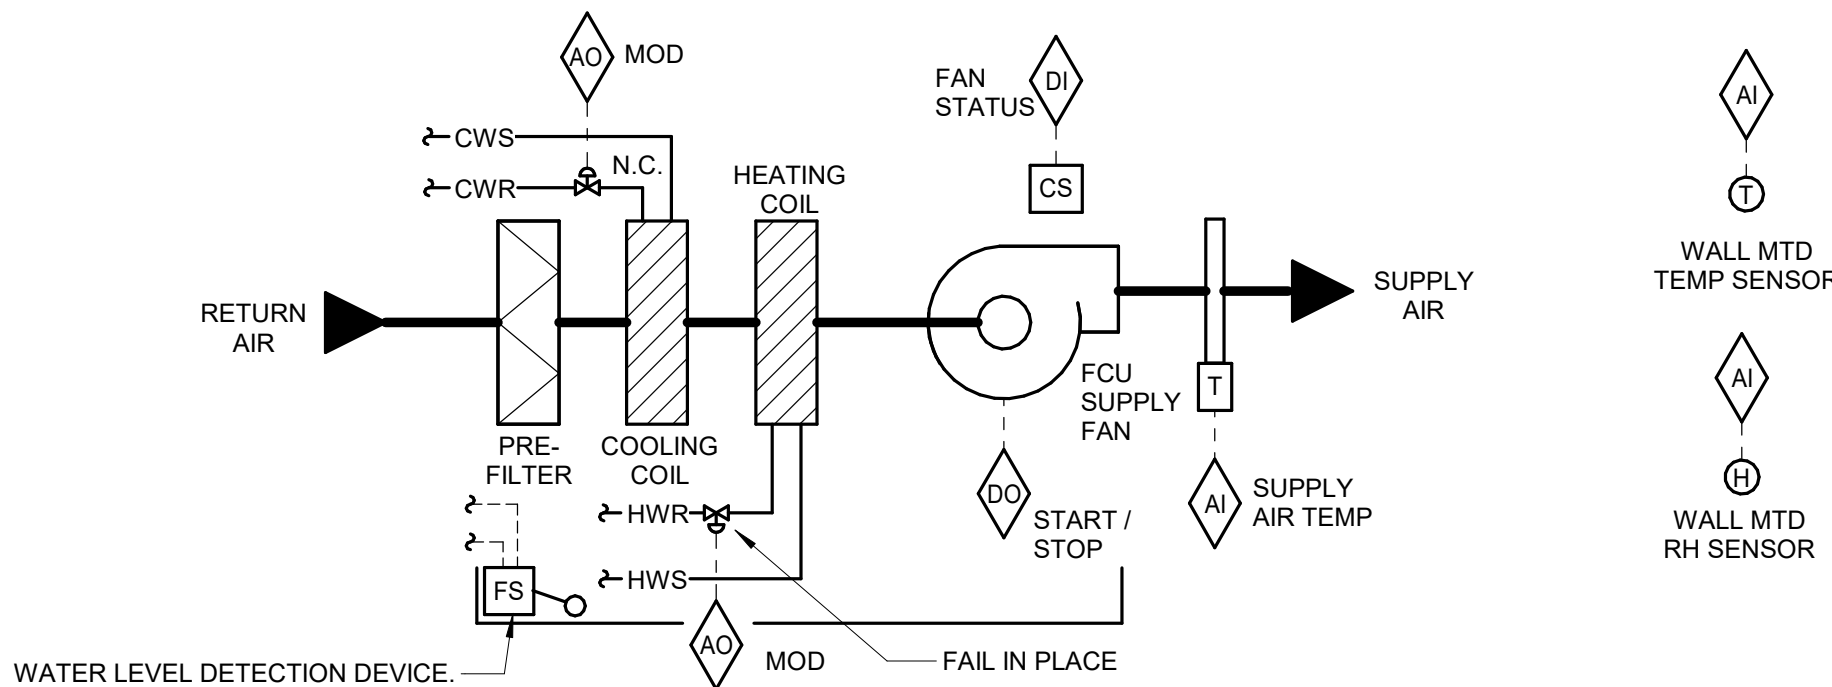 AO
MOD
CWS
CWR
N.C.
HEATING
COIL
FAN
STATUS
DI
CS
AI
T
WALL MTD
TEMP SENSOR
RETURN
AIR
SUPPLY
AIR
PRE-
FILTER
COOLING
COIL
FCU
SUPPLY
FAN
T
AI
H
WALL MTD
RH SENSOR
HWR
HWS
DO
START /
STOP
AI
SUPPLY
AIR TEMP
FS
AO
MOD
FAIL IN PLACE
WATER LEVEL DETECTION DEVICE.